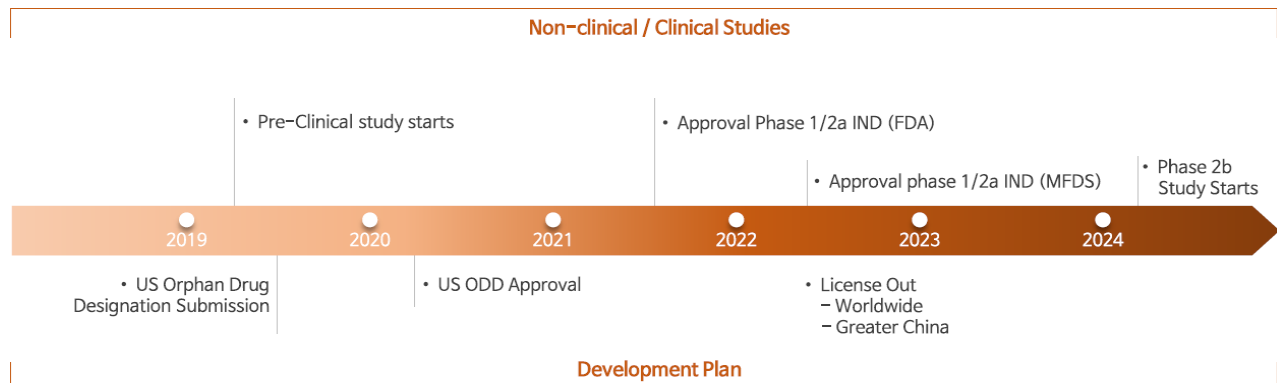 Non-clinical / Clinical Studies
• Pre-Clinical study starts
• Approval Phase 1/2a IND (FDA)
• Approval phase 1/2a IND (MFDS)
• Phase 2b
Study Starts
2019
2020
2021
2022
2023
2024
• US Orphan Drug
Designation Submission
• US ODD Approval
• License Out
- Worldwide
- Greater China
Development Plan